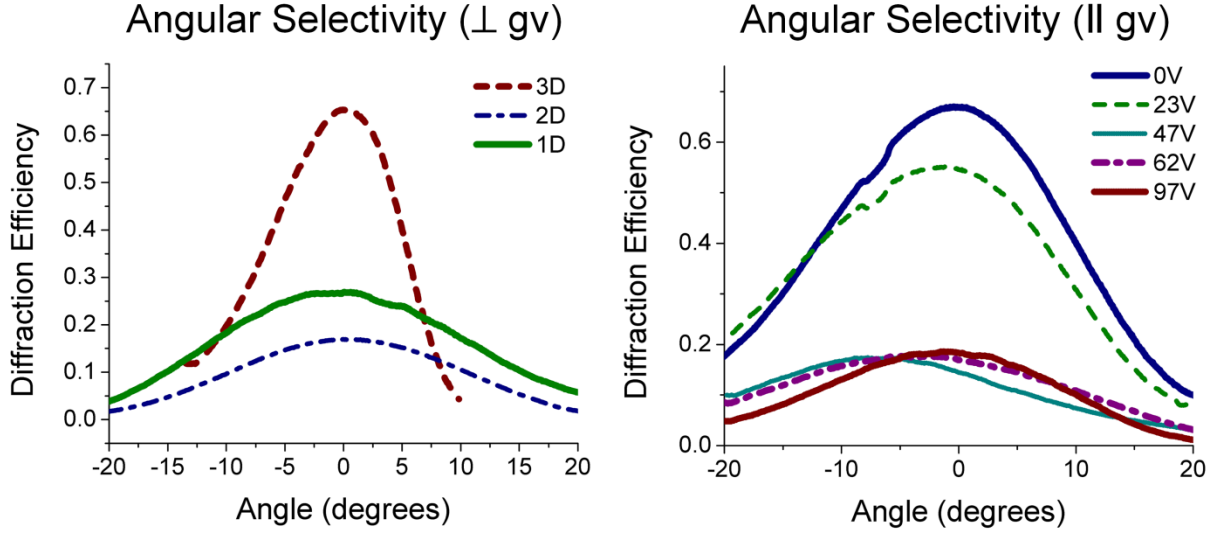 Angular Selectivity (⊥ gv)
Diffraction Efficiency
0.7
0.6
0.5
0.4
0.3
0.2
0.1
0.0
3D
2D
1D
-20 -15 -10 -5 0 5 10 15 20
Angle (degrees)
Angular Selectivity (ǁ gv)
Diffraction Efficiency
0.6
0.4
0.2
0.0
0V
23V
47V
62V
97V
-20 -10 0 10 20
Angle (degrees)